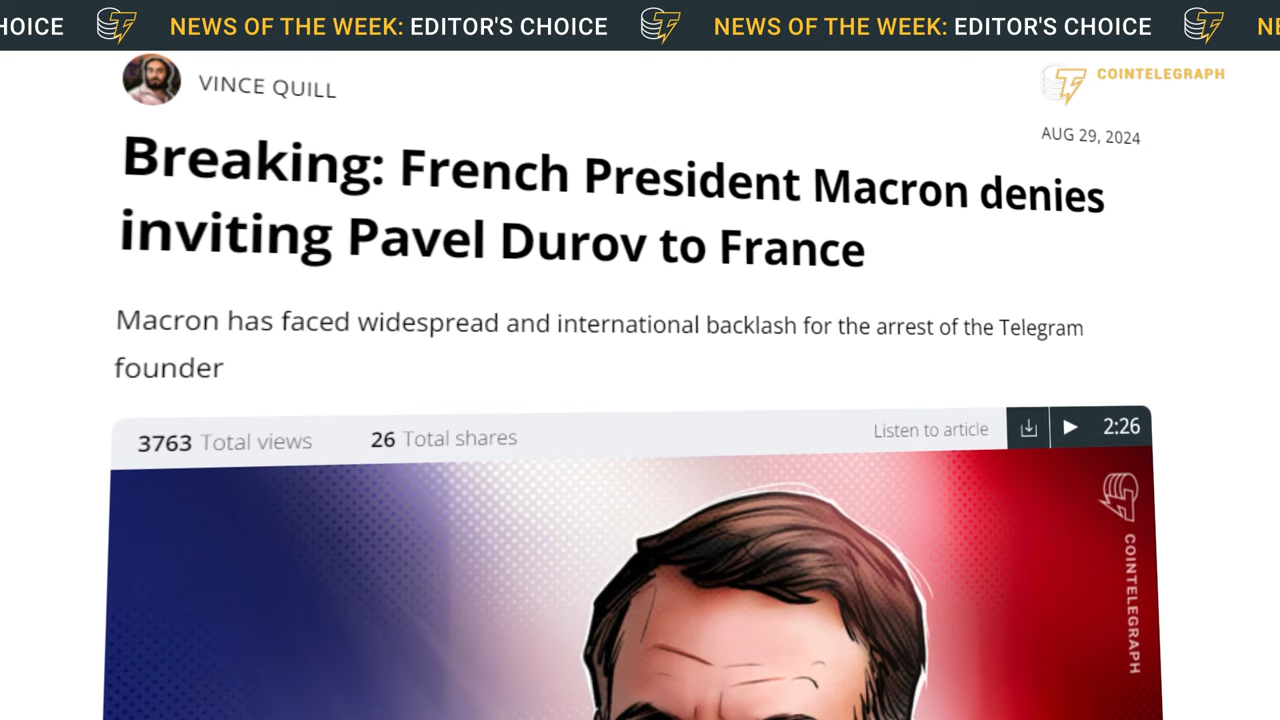 HOICE NEWS OF THE WEEK: EDITOR'S CHOICE NEWS OF THE WEEK: EDITOR'S CHOICE NE
VINCE QUILL
COINTELEGRAPH
AUG 29, 2024
Breaking: French President Macron denies
inviting Pavel Durov to France
Macron has faced widespread and international backlash for the arrest of the Telegram
founder
3763 Total views 26 Total shares Listen to article 2:26
COINTELEGRAPH